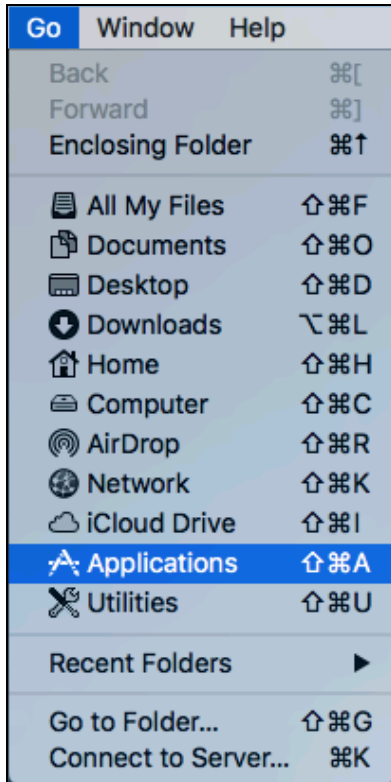 Go Window Help
Back ⌘[
Forward ⌘]
Enclosing Folder ⌘↑
All My Files ⇧⌘F
Documents ⇧⌘O
Desktop ⇧⌘D
Downloads ⌥⌘L
Home ⇧⌘H
Computer ⇧⌘C
AirDrop ⇧⌘R
Network ⇧⌘K
iCloud Drive ⇧⌘I
Applications ⇧⌘A
Utilities ⇧⌘U
Recent Folders ▶
Go to Folder... ⇧⌘G
Connect to Server... ⌘K